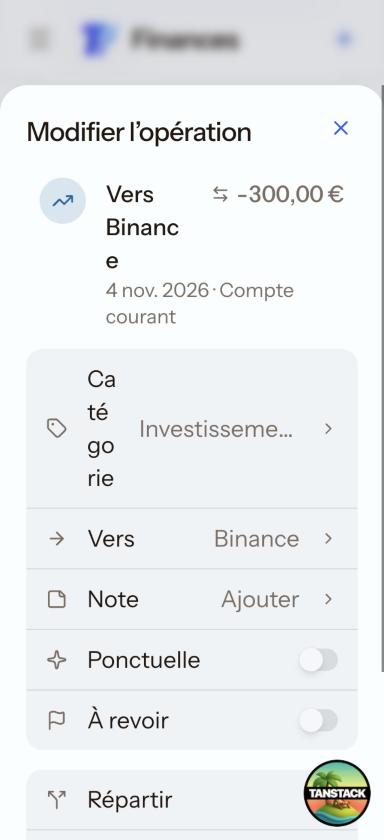 Finances
Modifier l’opération
Vers
Binanc
e
-300,00 €
4 nov. 2026 · Compte
courant
Ca
té
go
rie
Investisseme...
Vers
Binance
Note
Ajouter
Ponctuelle
À revoir
Répartir
TANSTACK